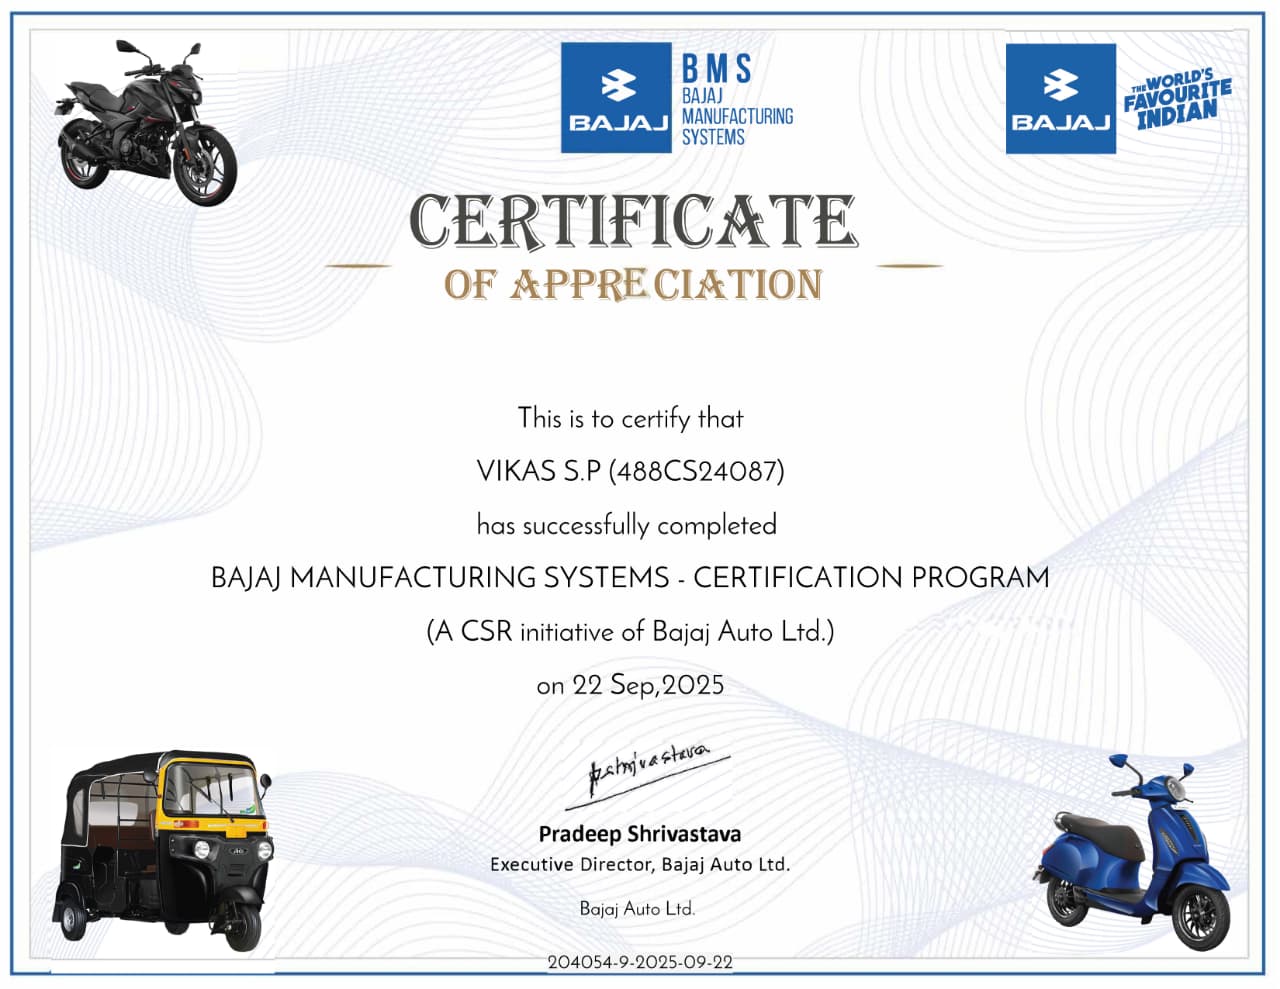 BAJAJ
BMS
BAJAJ
MANUFACTURING
SYSTEMS
BAJAJ
THE WORLD'S
FAVOURITE
INDIAN
CERTIFICATE
OF APPRECIATION
This is to certify that
VIKAS S.P (488CS24087)
has successfully completed
BAJAJ MANUFACTURING SYSTEMS - CERTIFICATION PROGRAM
(A CSR initiative of Bajaj Auto Ltd.)
on 22 Sep,2025
Pradeep Shrivastava
Executive Director, Bajaj Auto Ltd.
Bajaj Auto Ltd.
204054-9-2025-09-22